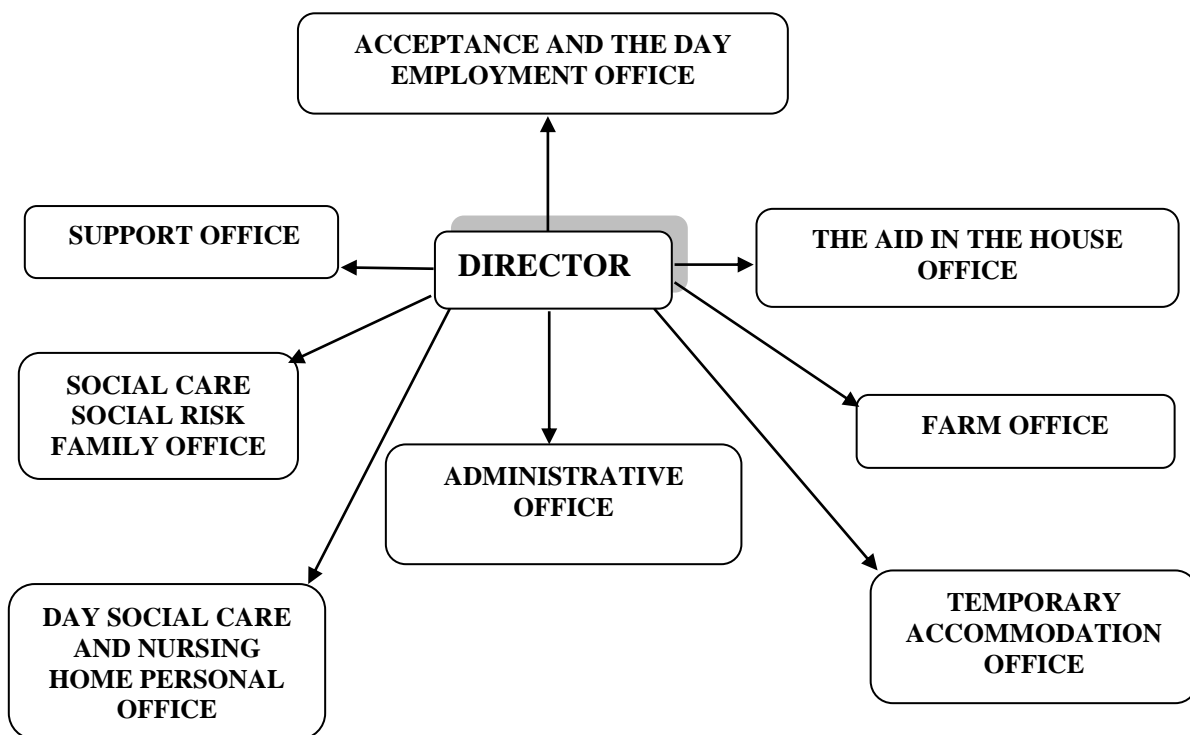 ACCEPTANCE AND THE DAY
EMPLOYMENT OFFICE
SUPPORT OFFICE
DIRECTOR
THE AID IN THE HOUSE
OFFICE
SOCIAL CARE
SOCIAL RISK
FAMILY OFFICE
FARM OFFICE
ADMINISTRATIVE
OFFICE
DAY SOCIAL CARE
AND NURSING
HOME PERSONAL
OFFICE
TEMPORARY
ACCOMMODATION
OFFICE